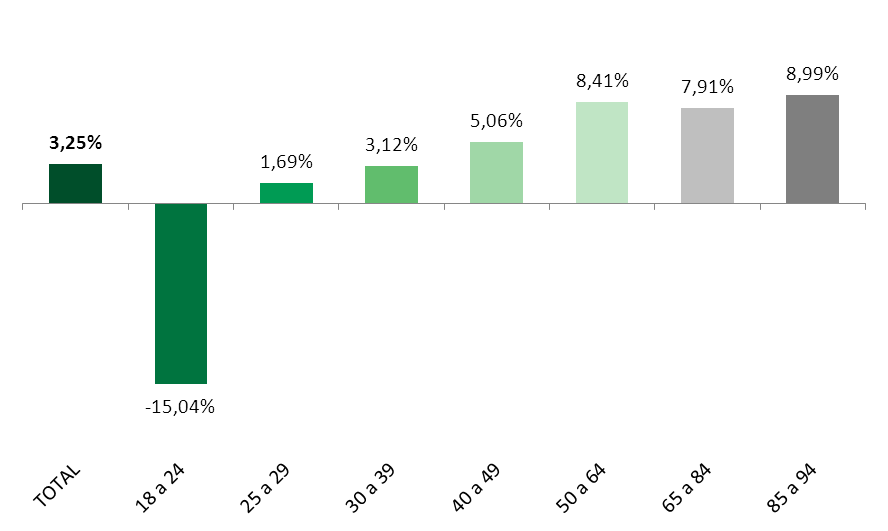 3,25%
-15,04%
1,69%
3,12%
5,06%
8,41%
7,91%
8,99%
TOTAL
18 a 24
25 a 29
30 a 39
40 a 49
50 a 64
65 a 84
85 a 94